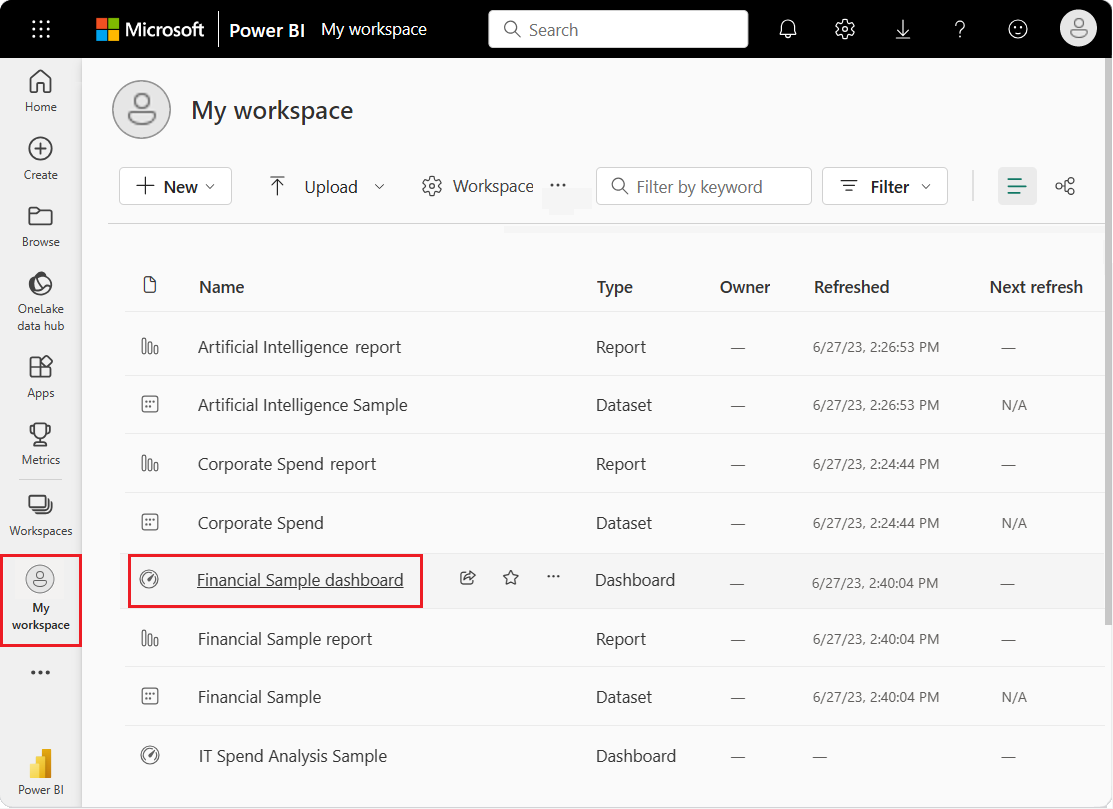 Microsoft Power BI My workspace Search
Home
Create
Browse
OneLake
data hub
Apps
Metrics
Workspaces
My
workspace
Power BI
My workspace
New Upload Workspace Filter by keyword Filter
Name Type Owner Refreshed Next refresh
Artificial Intelligence report Report — 6/27/23, 2:26:53 PM —
Artificial Intelligence Sample Dataset — 6/27/23, 2:26:53 PM N/A
Corporate Spend report Report — 6/27/23, 2:24:44 PM —
Corporate Spend Dataset — 6/27/23, 2:24:44 PM N/A
Financial Sample dashboard Dashboard — 6/27/23, 2:40:04 PM —
Financial Sample report Report — 6/27/23, 2:40:04 PM —
Financial Sample Dataset — 6/27/23, 2:40:04 PM N/A
IT Spend Analysis Sample Dashboard — — —